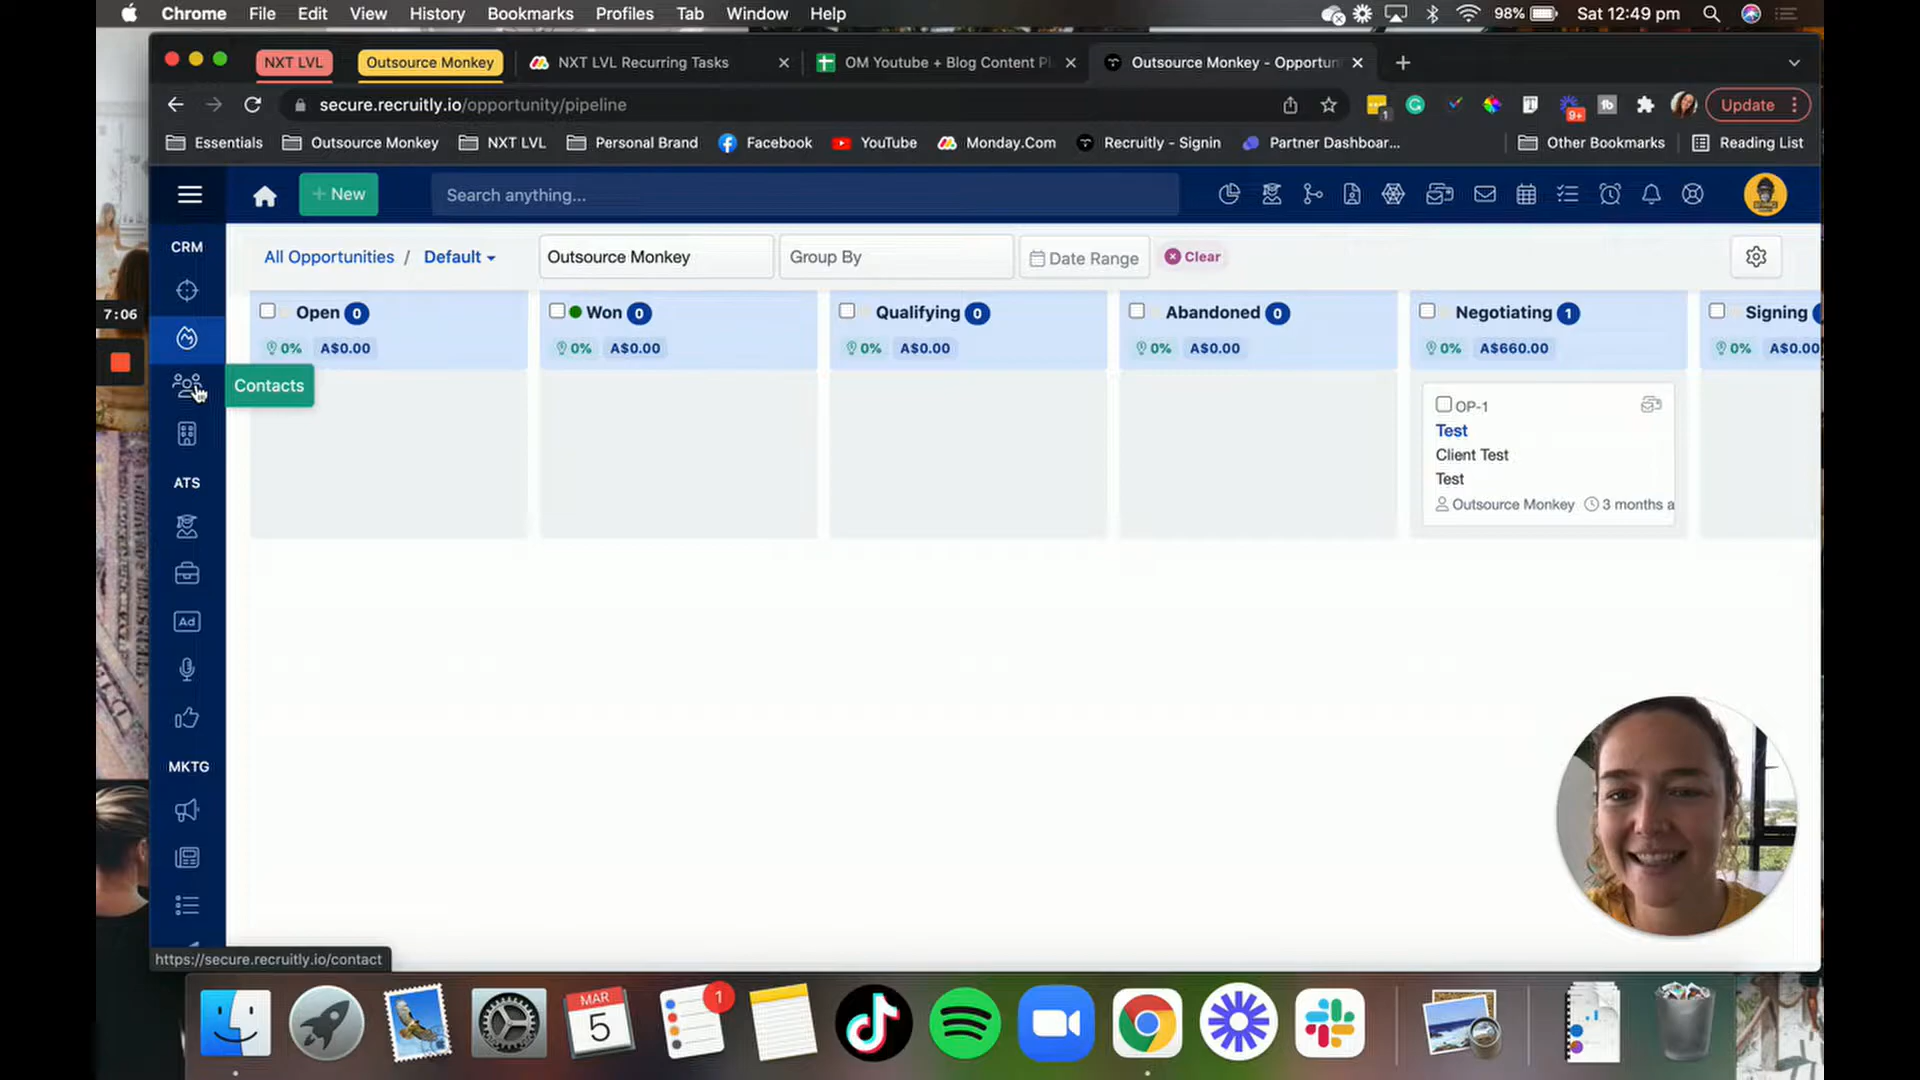 Chrome File Edit View History Bookmarks Profiles Tab Window Help
98% Sat 12:49 pm
NXT LVL
Outsource Monkey
NXT LVL Recurring Tasks
OM Youtube + Blog Content Pl
Outsource Monkey - Opportun
secure.recruitly.io/opportunity/pipeline
1
9+
Update
Essentials
Outsource Monkey
NXT LVL
Personal Brand
Facebook
YouTube
Monday.Com
Recruitly - Signin
Partner Dashboar...
Other Bookmarks
Reading List
+ New
Search anything...
CRM
All Opportunities / Default
Outsource Monkey
Group By
Date Range
Clear
7:06
Open 0
0% A$0.00
Won 0
0% A$0.00
Qualifying 0
0% A$0.00
Abandoned 0
0% A$0.00
Negotiating 1
0% A$660.00
Signing
0% A$0.00
Contacts
OP-1
Test
Client Test
Test
Outsource Monkey 3 months a
ATS
Ad
MKTG
https://secure.recruitly.io/contact
MAR
5
1